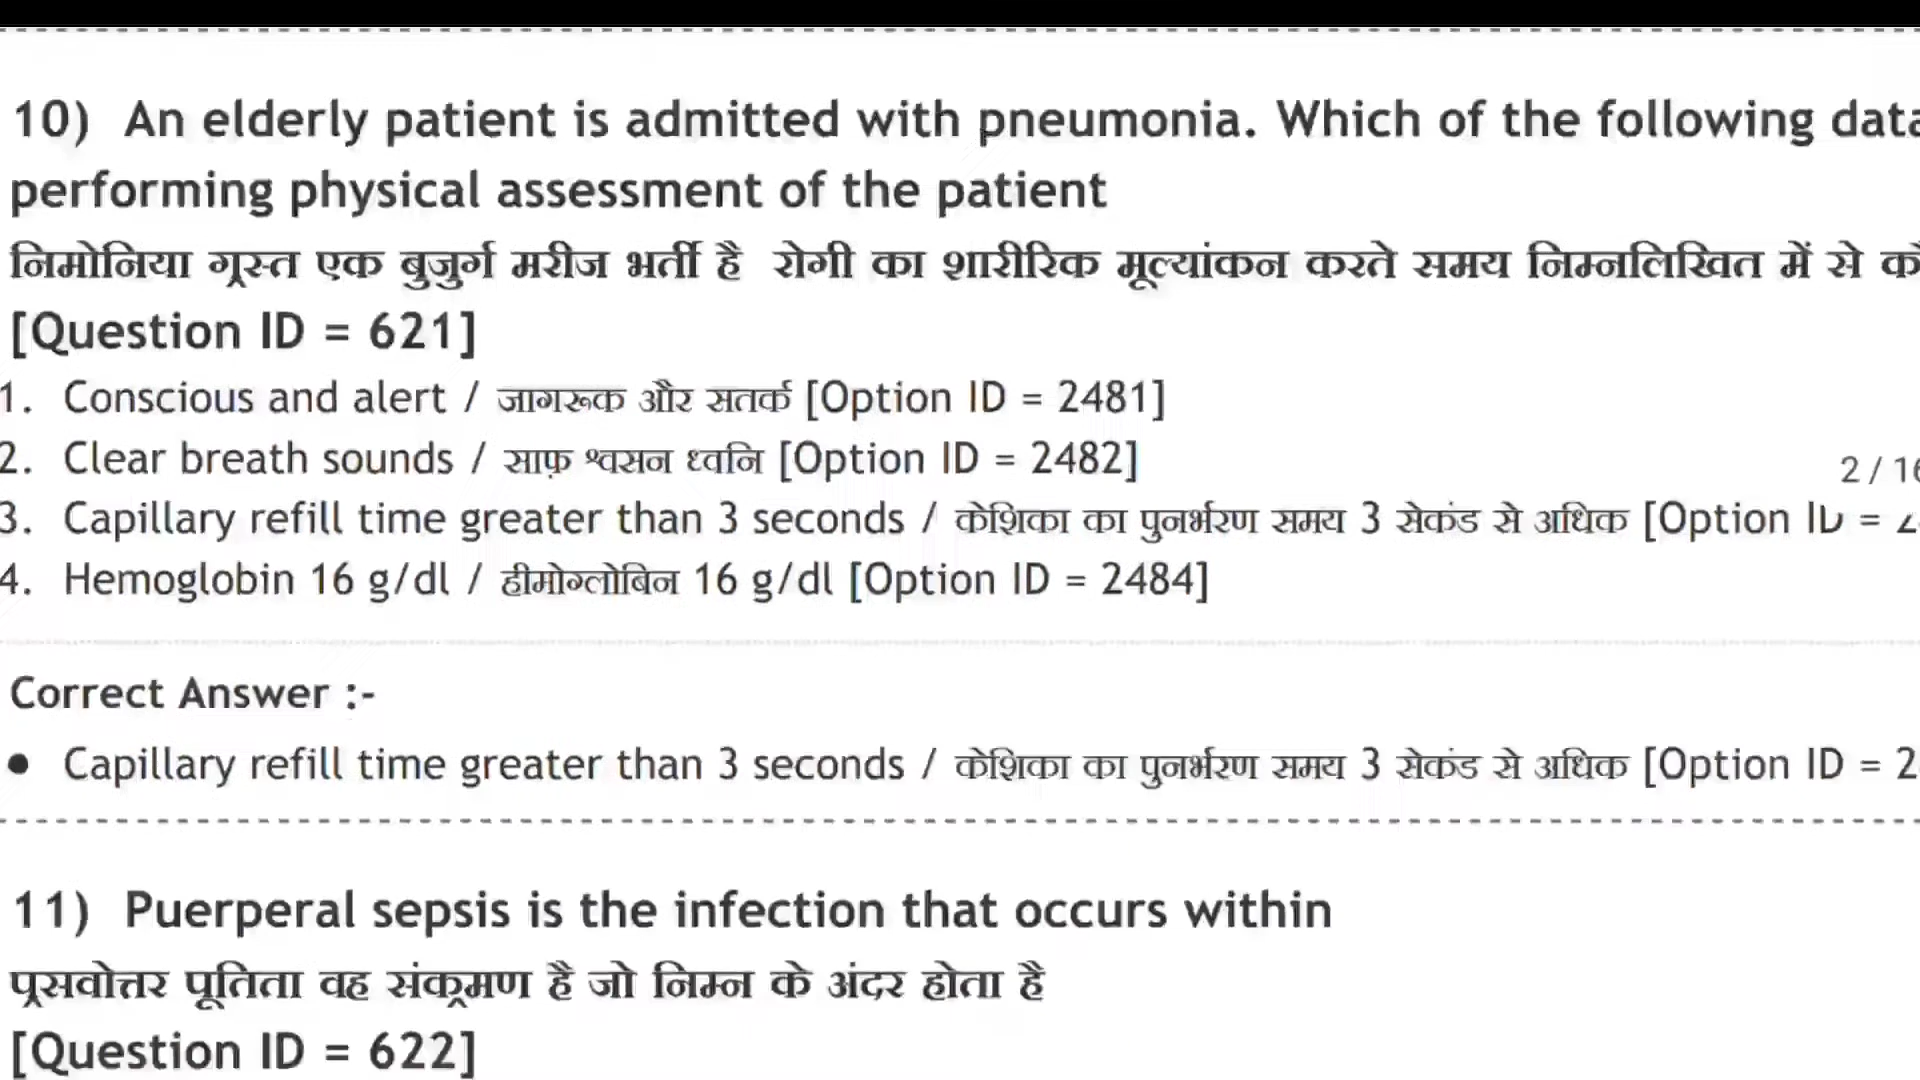 10) An elderly patient is admitted with pneumonia. Which of the following data
performing physical assessment of the patient
निमोनिया ग्रस्त एक बुजुर्ग मरीज भर्ती है रोगी का शारीरिक मूल्यांकन करते समय निम्नलिखित में से
[Question ID = 621]
1. Conscious and alert / जागरूक और सतर्क [Option ID = 2481]
2. Clear breath sounds / साफ़ श्वसन ध्वनि [Option ID = 2482]
2 / 16
3. Capillary refill time greater than 3 seconds / केशिका का पुनर्भरण समय 3 सेकंड से अधिक [Option ID = 2
4. Hemoglobin 16 g/dl / हीमोग्लोबिन 16 g/dl [Option ID = 2484]
Correct Answer :-
• Capillary refill time greater than 3 seconds / केशिका का पुनर्भरण समय 3 सेकंड से अधिक [Option ID = 2
11) Puerperal sepsis is the infection that occurs within
प्रसवोत्तर पूतिता वह संक्रमण है जो निम्न के अंदर होता है
[Question ID = 622]